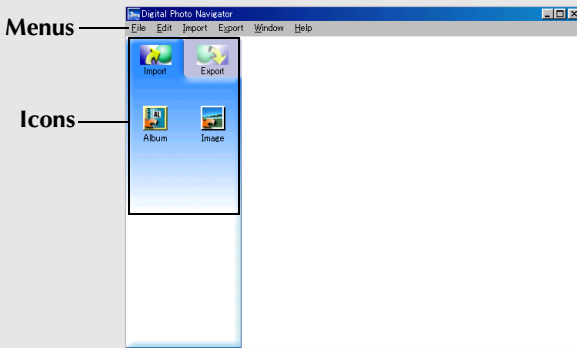 Digital Photo Navigator
Menus
File Edit Import Export Window Help
Import Export
Icons
Album Image